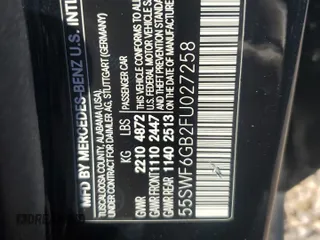 MFD BY MERCEDES-BENZ U.S. INT
TUSCALOOSA COUNTY, ALABAMA (USA)
UNDER CONTRACT FOR DAIMLER AG, STUTTGART (GERMANY)
PASSENGER CAR
KG LBS
GVWR 2210 4872
GAWR FRONT 1110 2447
GAWR REAR 1140 2513
THIS VEHICLE CONFORMS TO ALL
FEDERAL MOTOR VEHICLE SAFETY
AND THEFT PREVENTION STANDARDS
55SWF6GB2FU027258